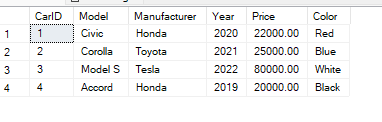 CarID Model Manufacturer Year Price Color
1 1 Civic Honda 2020 22000.00 Red
2 2 Corolla Toyota 2021 25000.00 Blue
3 3 Model S Tesla 2022 80000.00 White
4 4 Accord Honda 2019 20000.00 Black